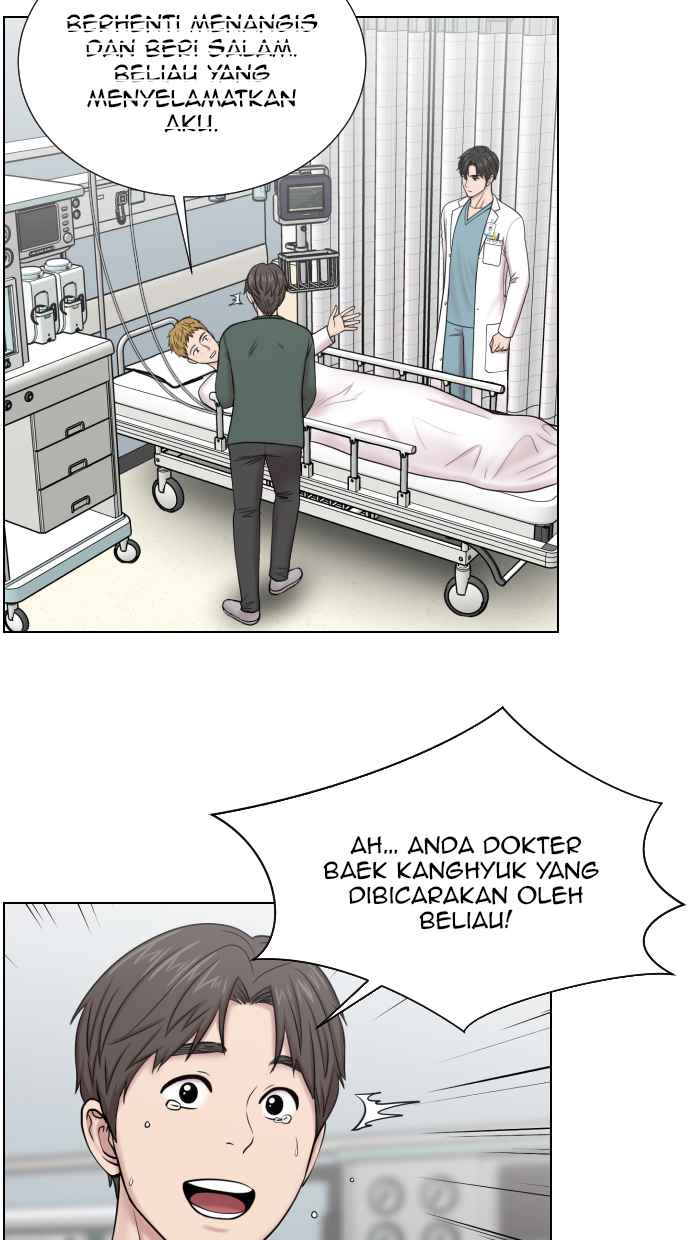 BERHENTI MENANGIS
DAN BERI SALAM.
BELIAU YANG
MENYELAMATKAN
AKU.
AH... ANDA DOKTER
BAEK KANGHYUK YANG
DIBICARAKAN OLEH
BELIAU!